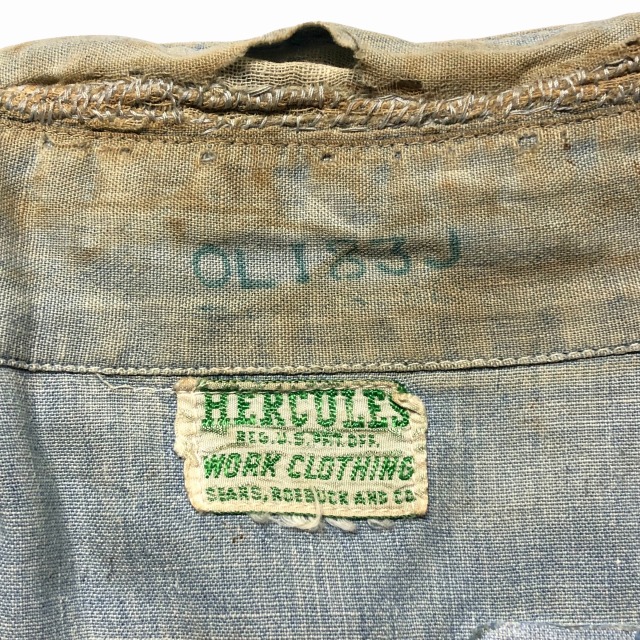 OL183J
HERCULES
REG. U.S. PAT. OFF.
WORK CLOTHING
SEARS, ROEBUCK AND CO.